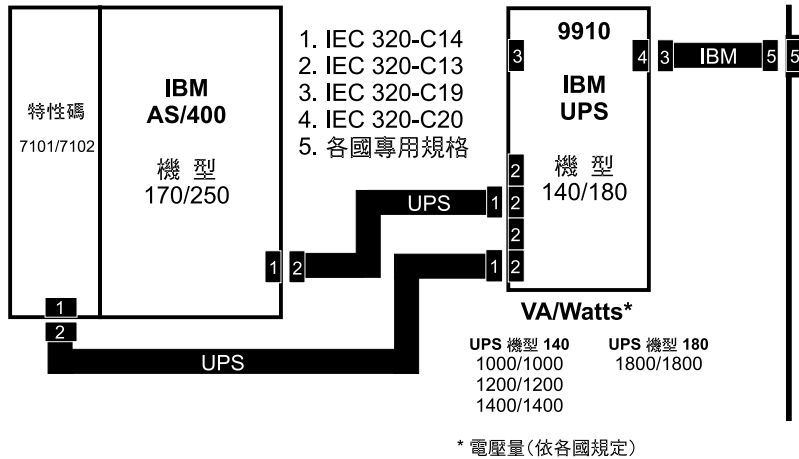 特性碼
7101/7102
IBM
AS/400
機 型
170/250
1. IEC 320-C14
2. IEC 320-C13
3. IEC 320-C19
4. IEC 320-C20
5. 各國專用規格
9910
IBM
UPS
機 型
140/180
3
4
3
IBM
5
5
2
2
2
2
1
UPS
1
1
2
1
2
UPS
VA/Watts*
UPS 機型 140
1000/1000
1200/1200
1400/1400
UPS 機型 180
1800/1800
* 電壓量(依各國規定)